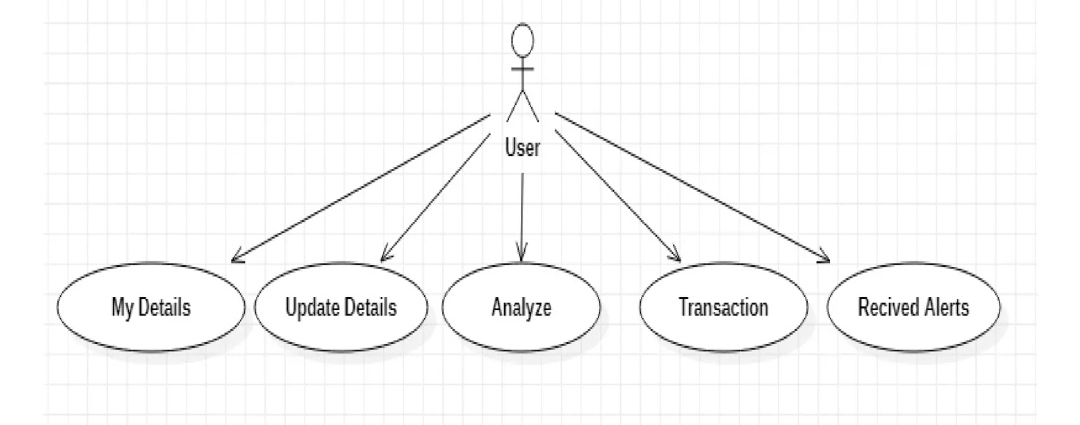 User
My Details
Update Details
Analyze
Transaction
Recived Alerts